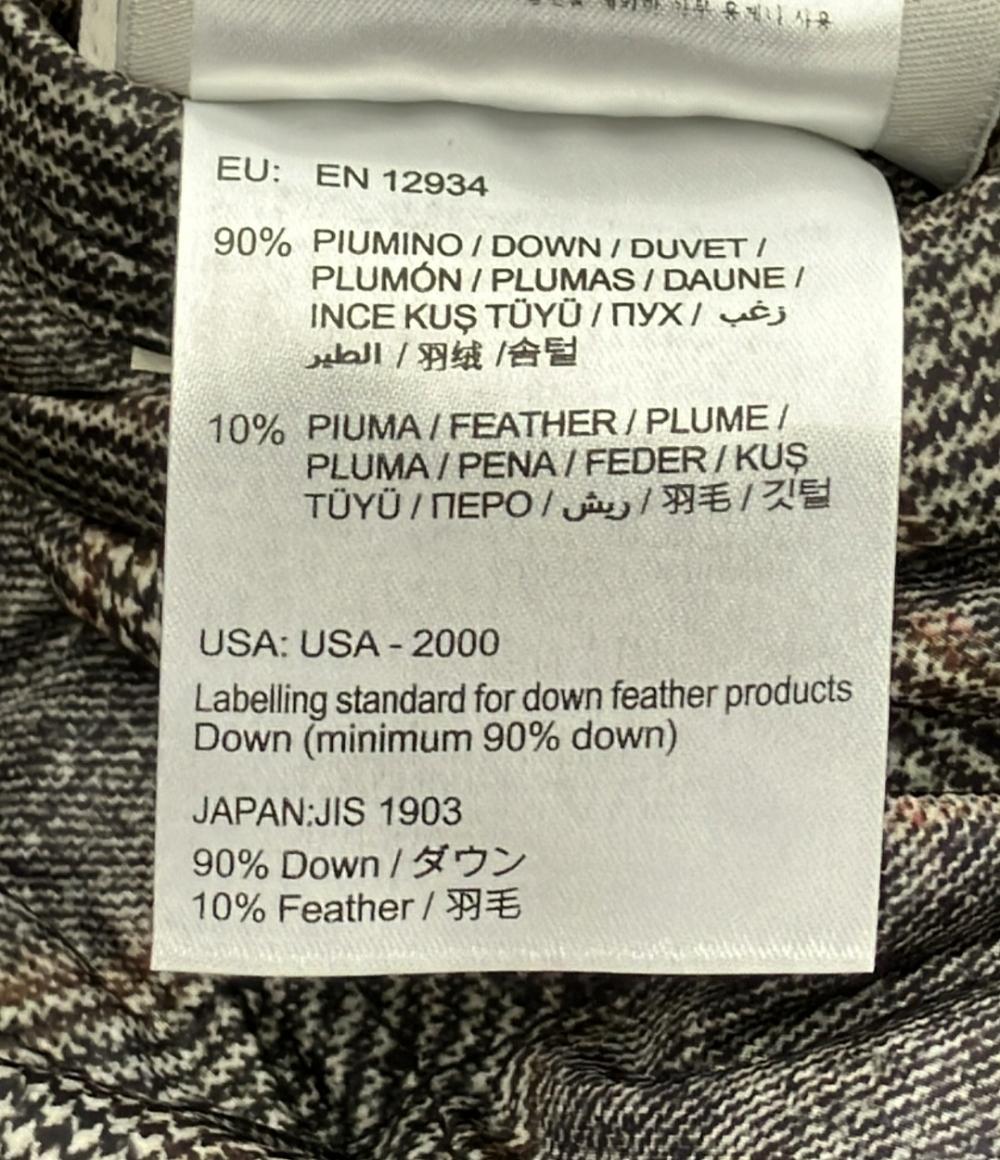 사용
EU: EN 12934
90% PIUMINO / DOWN / DUVET /
PLUMÓN / PLUMAS / DAUNE /
INCE KUŞ TÜYÜ / ПУХ / زغب
الطير / 羽绒 /솜털
10% PIUMA / FEATHER / PLUME /
PLUMA / PENA / FEDER / KUŞ
TÜYÜ / ПЕРО / ريش / 羽毛 / 깃털
USA: USA - 2000
Labelling standard for down feather products
Down (minimum 90% down)
JAPAN:JIS 1903
90% Down / ダウン
10% Feather / 羽毛